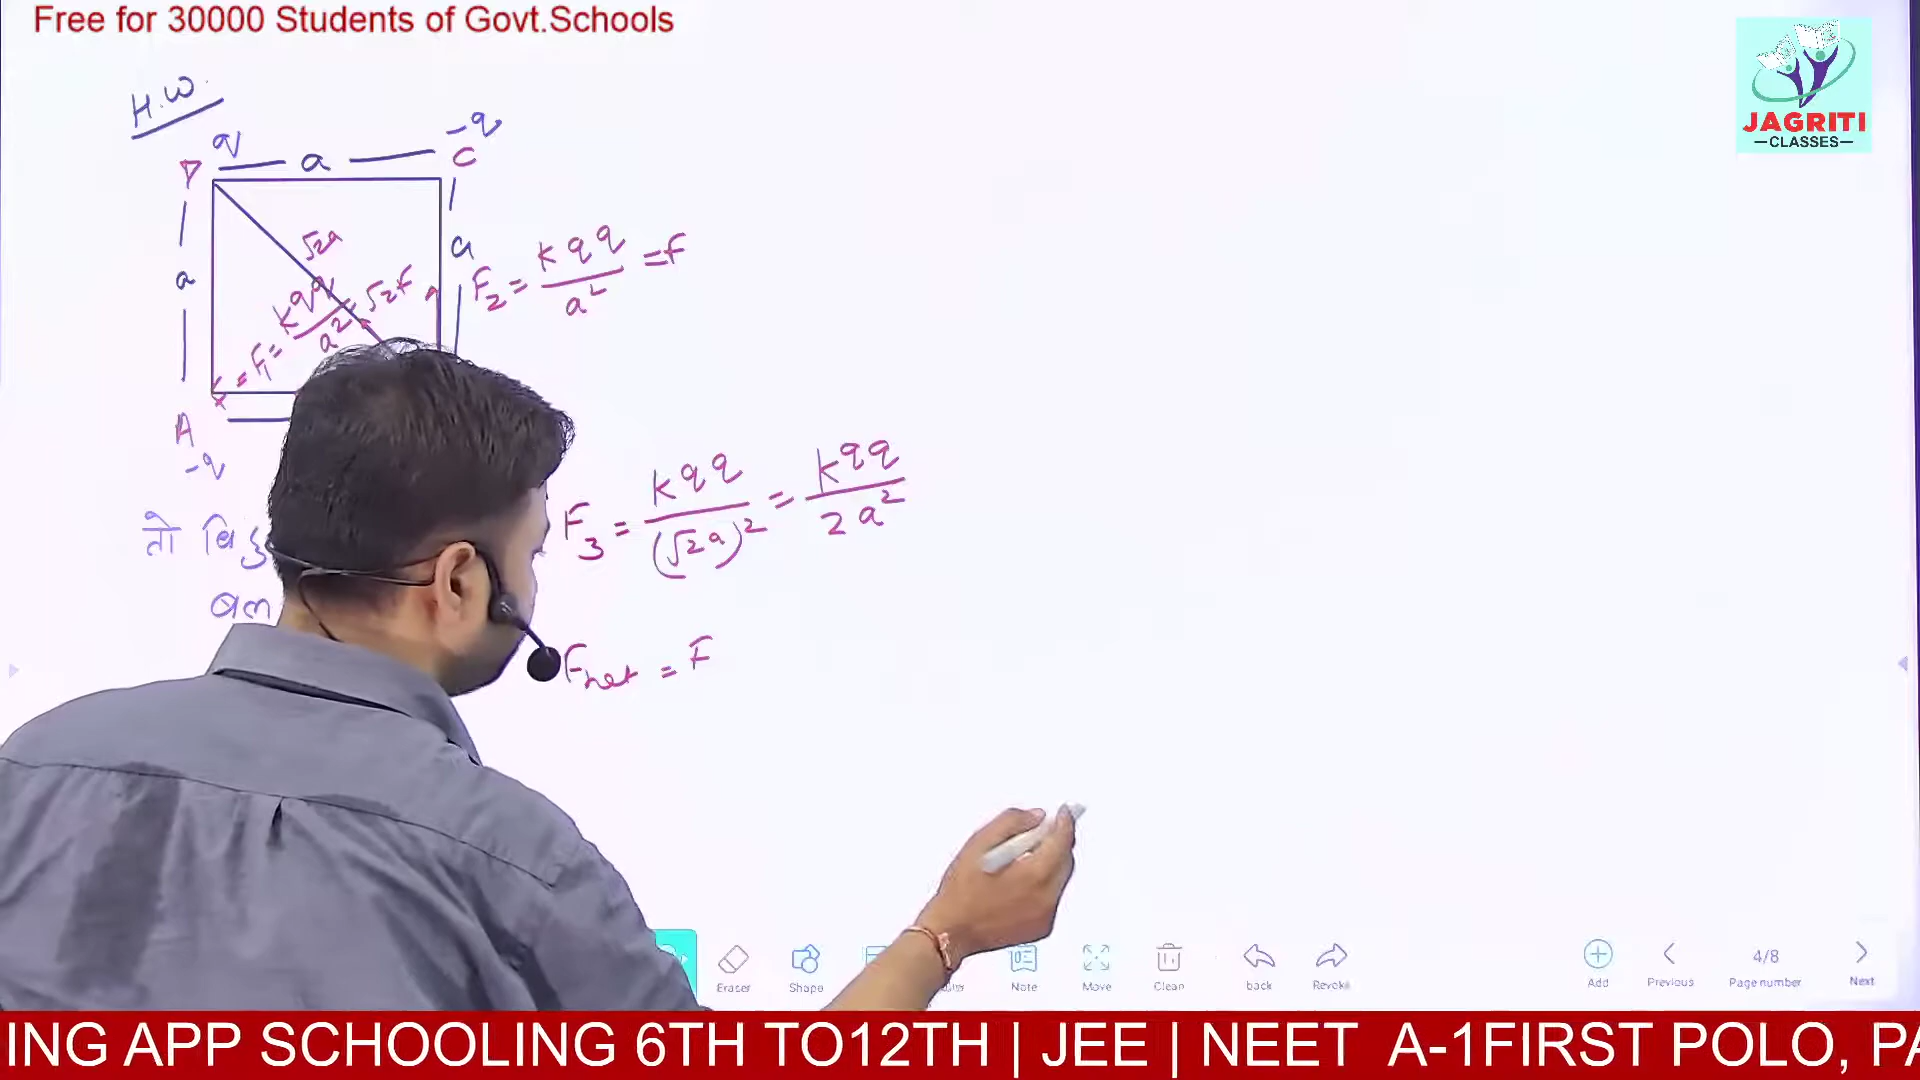 Free for 30000 Students of Govt.Schools
JAGRITI
CLASSES
H.W.
q
-q
D
a
C
√2a
a
a
F₂ = kqq/a² = F
F₁ = kqq/a² = √2F
A
-q
F₃ = kqq/(√2a)² = kqq/2a²
तो
बल
Fnet = F
Eraser
Shape
Note
Move
Clean
back
Revoke
Add
Previous
4/8
Page number
Next
ING APP SCHOOLING 6TH TO12TH | JEE | NEET A-1FIRST POLO, PA